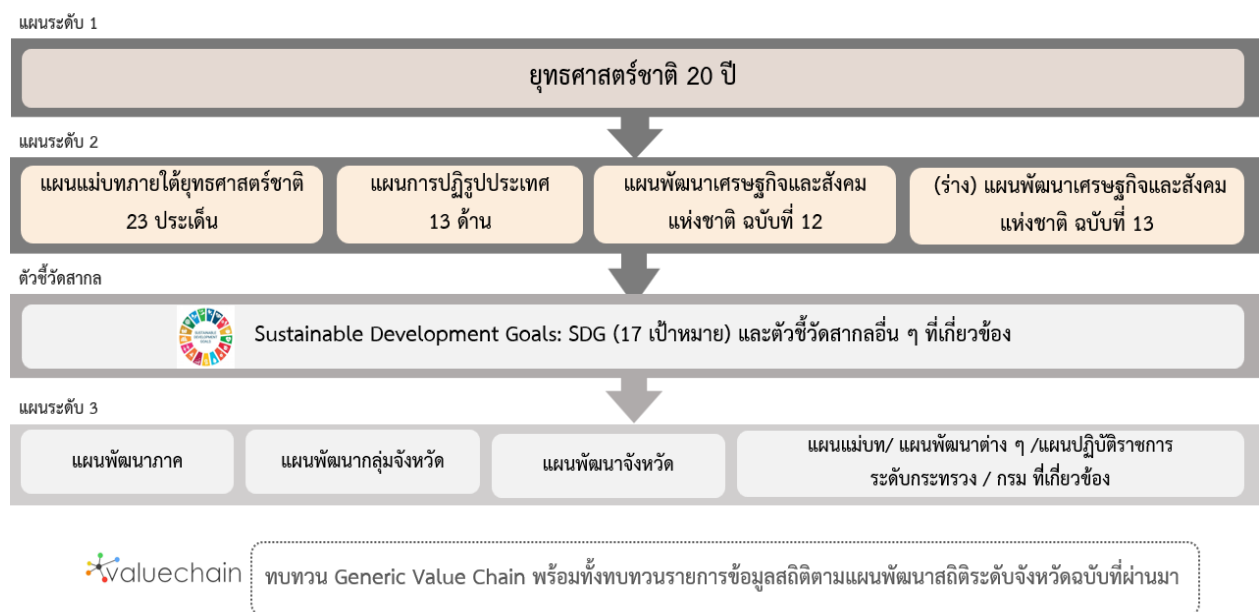 แผนระดับ 1
ยุทธศาสตร์ชาติ 20 ปี
แผนระดับ 2
แผนแม่บทภายใต้ยุทธศาสตร์ชาติ
23 ประเด็น
แผนการปฏิรูปประเทศ
13 ด้าน
แผนพัฒนาเศรษฐกิจและสังคม
แห่งชาติ ฉบับที่ 12
(ร่าง) แผนพัฒนาเศรษฐกิจและสังคม
แห่งชาติ ฉบับที่ 13
ตัวชี้วัดสากล
Sustainable Development Goals: SDG (17 เป้าหมาย) และตัวชี้วัดสากลอื่น ๆ ที่เกี่ยวข้อง
แผนระดับ 3
แผนพัฒนาภาค
แผนพัฒนากลุ่มจังหวัด
แผนพัฒนาจังหวัด
แผนแม่บท/ แผนพัฒนาต่าง ๆ /แผนปฏิบัติราชการ
ระดับกระทรวง / กรม ที่เกี่ยวข้อง
valuechain
ทบทวน Generic Value Chain พร้อมทั้งทบทวนรายการข้อมูลสถิติตามแผนพัฒนาสถิติระดับจังหวัดฉบับที่ผ่านมา